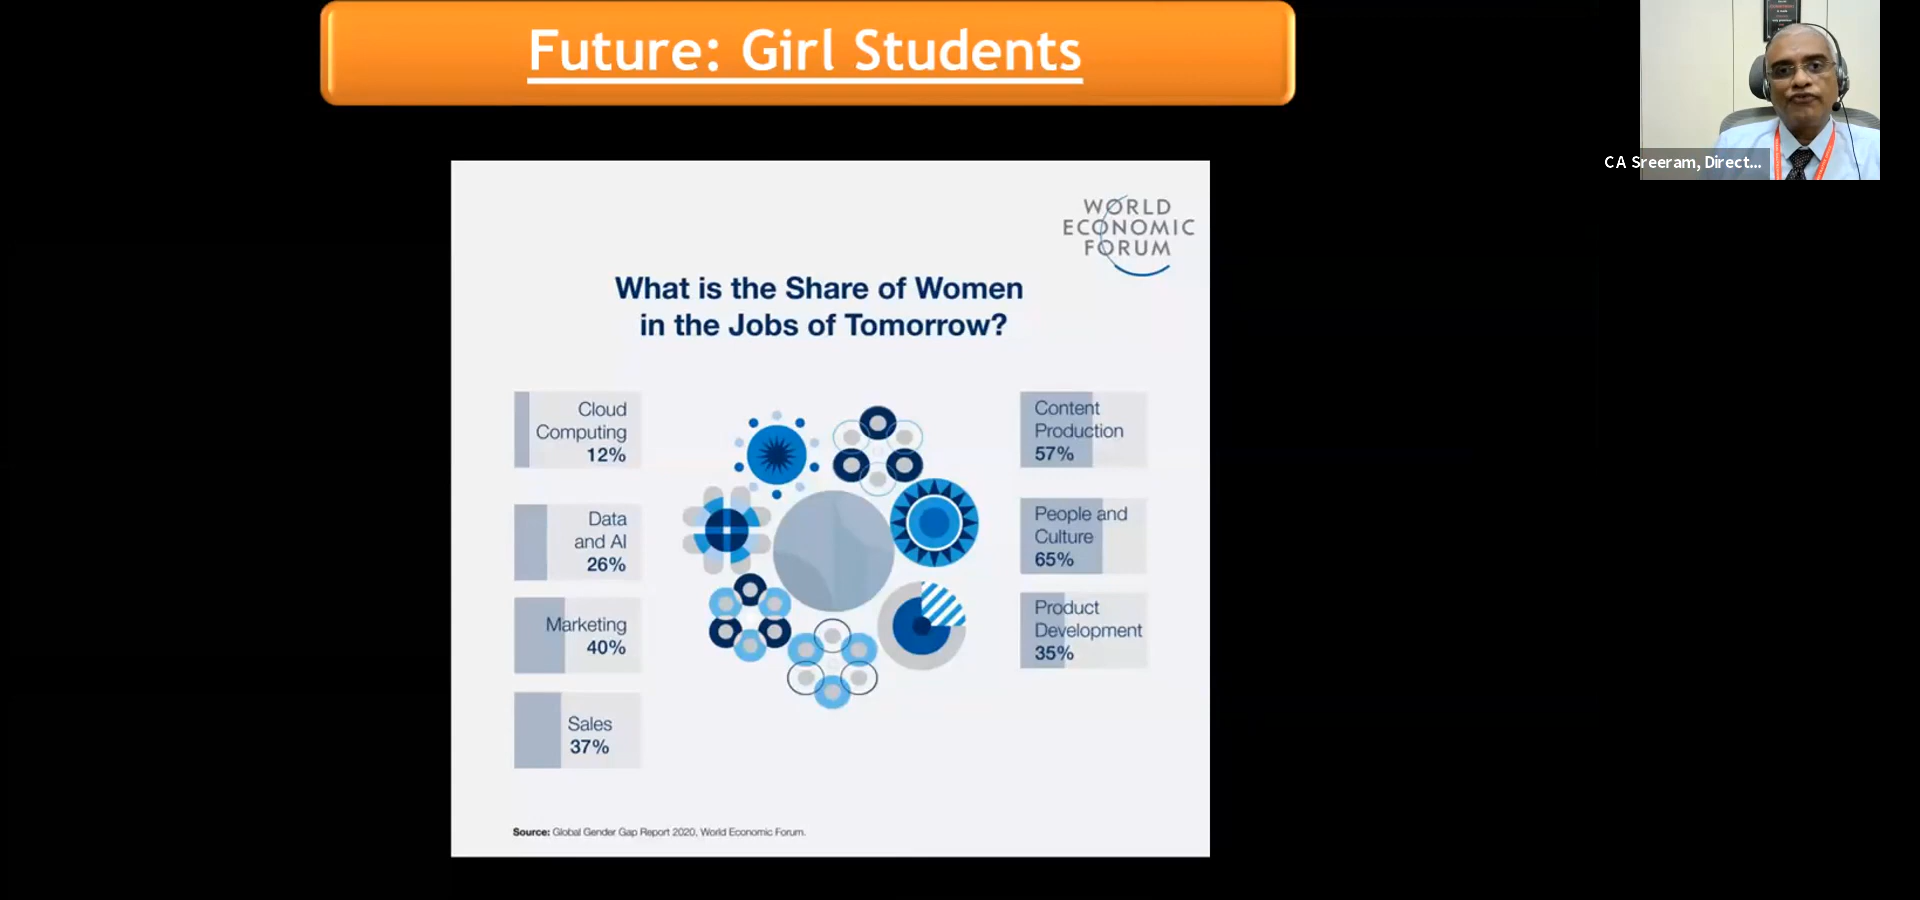 Future: Girl Students
C A Sreeram, Direct...
WORLD
ECONOMIC
FORUM
What is the Share of Women
in the Jobs of Tomorrow?
Cloud
Computing
12%
Data
and AI
26%
Marketing
40%
Sales
37%
Content
Production
57%
People and
Culture
65%
Product
Development
35%
Source: Global Gender Gap Report 2020, World Economic Forum.